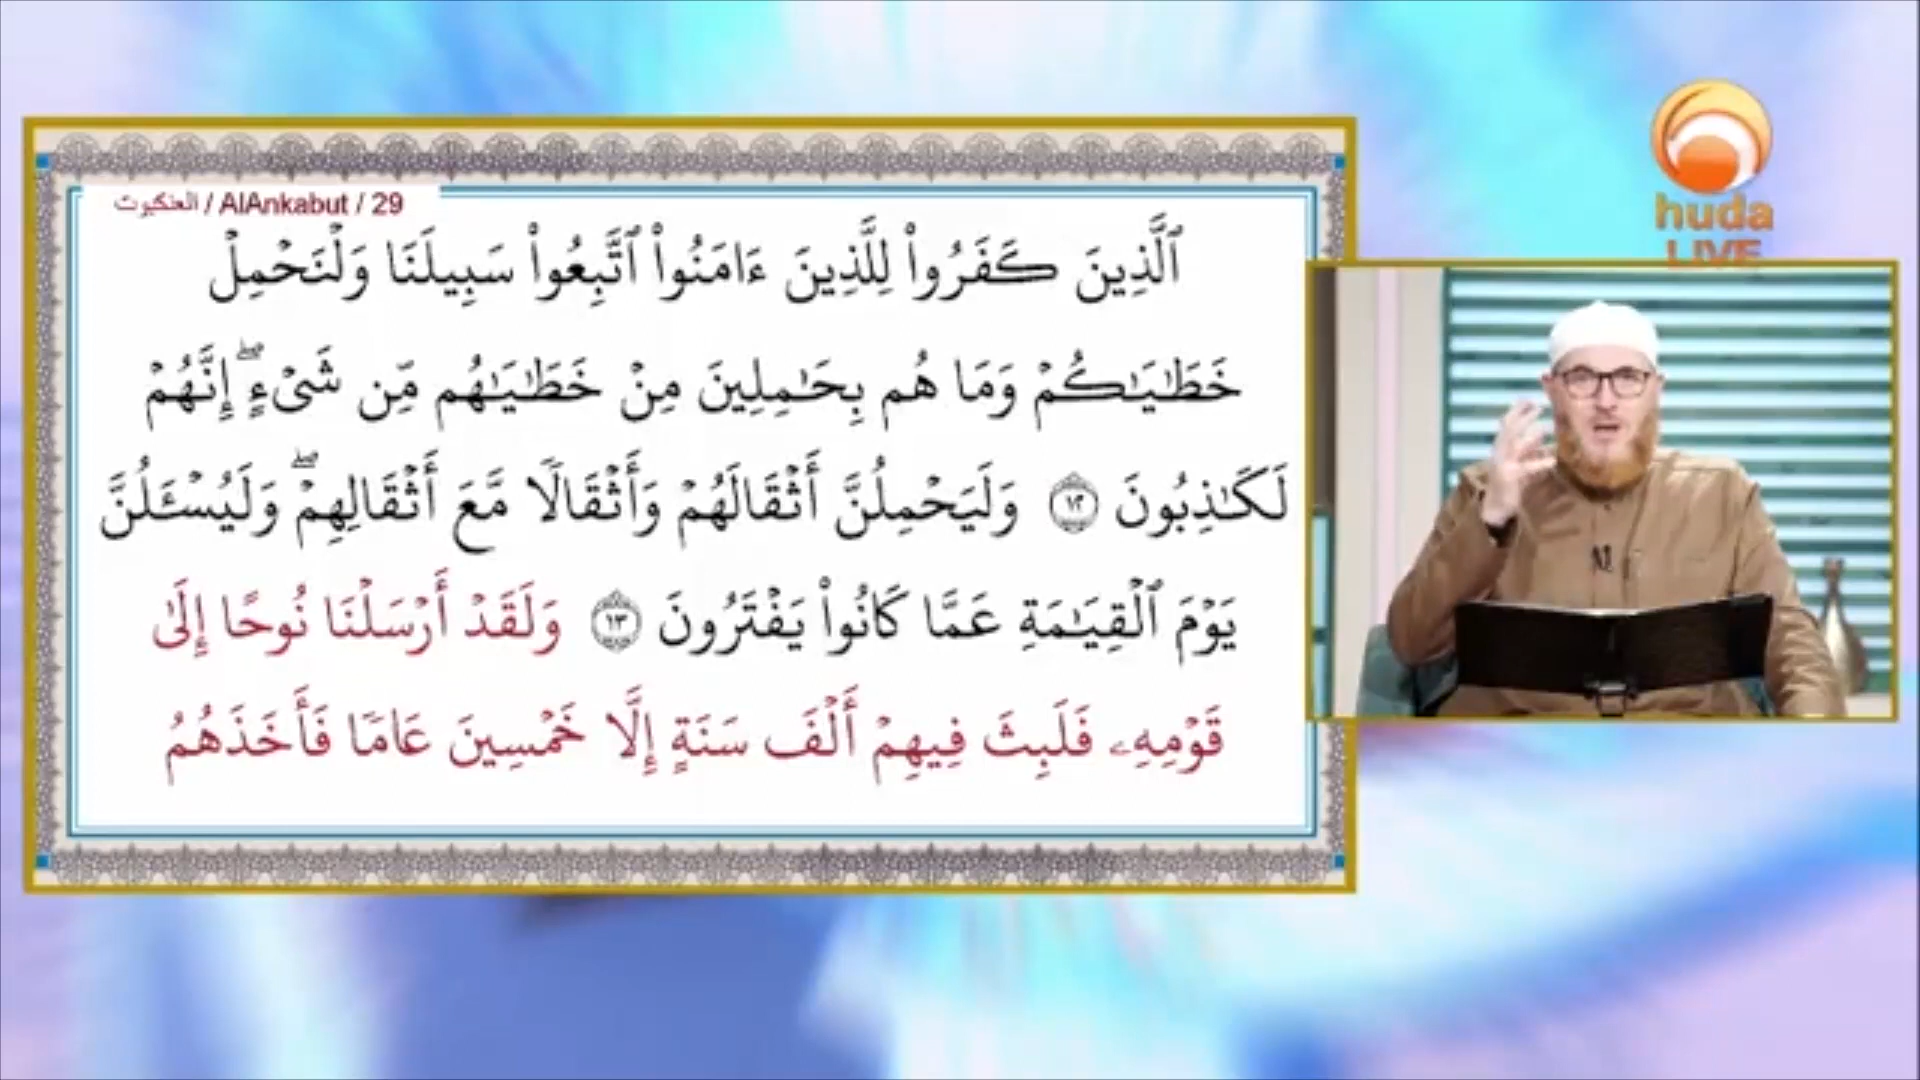 العنكبوت / AlAnkabut / 29
ٱلَّذِينَ كَفَرُوا۟ لِلَّذِينَ ءَامَنُوا۟ ٱتَّبِعُوا۟ سَبِيلَنَا وَلْنَحْمِلْ
خَطَـٰيَـٰكُمْ وَمَا هُم بِحَـٰمِلِينَ مِنْ خَطَـٰيَـٰهُم مِّن شَىْءٍ ۖ إِنَّهُمْ
لَكَـٰذِبُونَ ١٢ وَلَيَحْمِلُنَّ أَثْقَالَهُمْ وَأَثْقَالًا مَّعَ أَثْقَالِهِمْ ۖ وَلَيُسْـَٔلُنَّ
يَوْمَ ٱلْقِيَـٰمَةِ عَمَّا كَانُوا۟ يَفْتَرُونَ ١٣ وَلَقَدْ أَرْسَلْنَا نُوحًا إِلَىٰ
قَوْمِهِۦ فَلَبِثَ فِيهِمْ أَلْفَ سَنَةٍ إِلَّا خَمْسِينَ عَامًا فَأَخَذَهُمُ
huda
LIVE